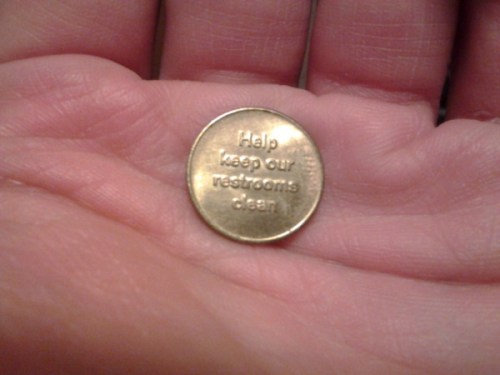 Help
keep our
restrooms
clean